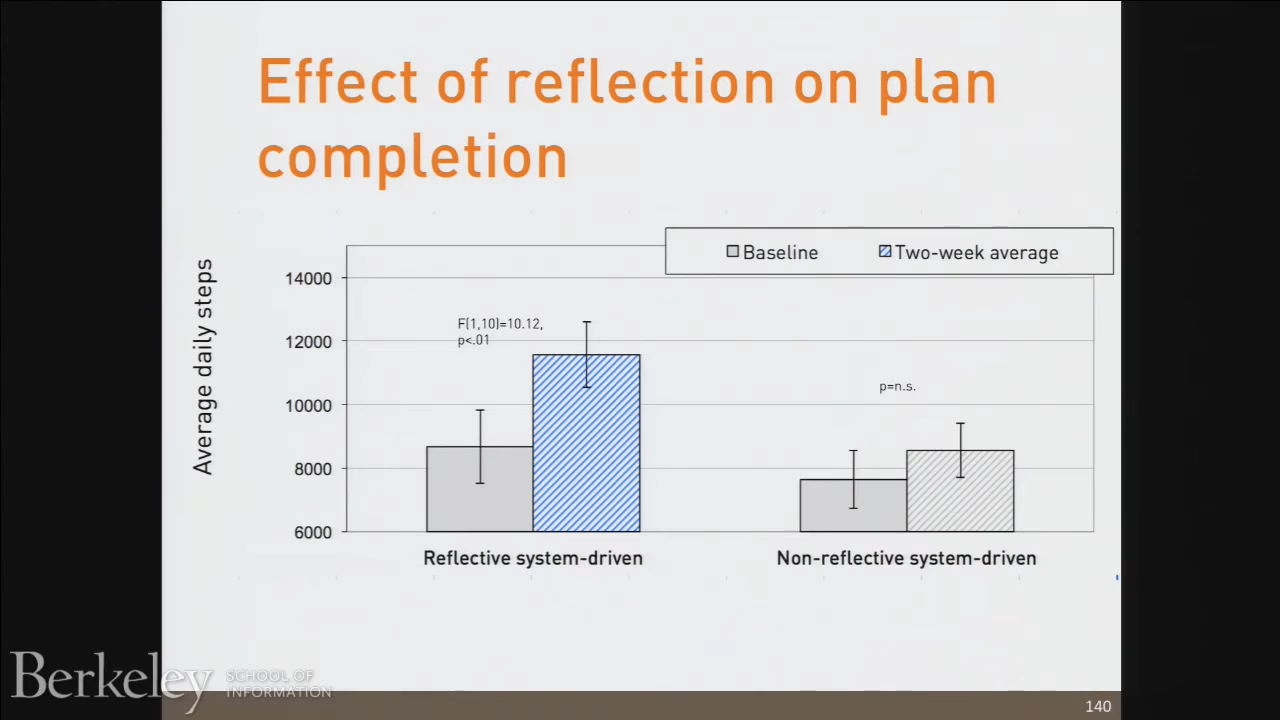 Effect of reflection on plan
completion
Average daily steps
Baseline
Two-week average
14000
12000
10000
8000
6000
F(1,10)=10.12,
p<.01
p=n.s.
Reflective system-driven
Non-reflective system-driven
Berkeley
SCHOOL OF
INFORMATION
140